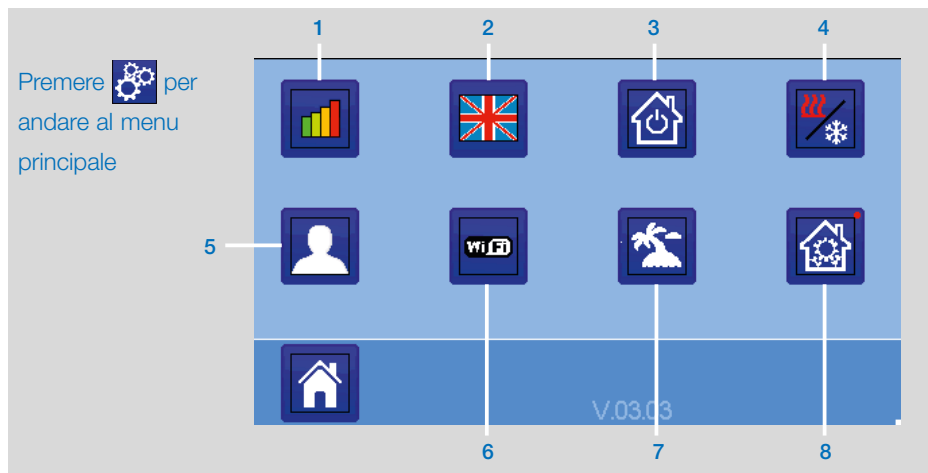 1 2 3 4
Premere per
andare al menu
principale
5
WiFi
V.03.03
6 7 8